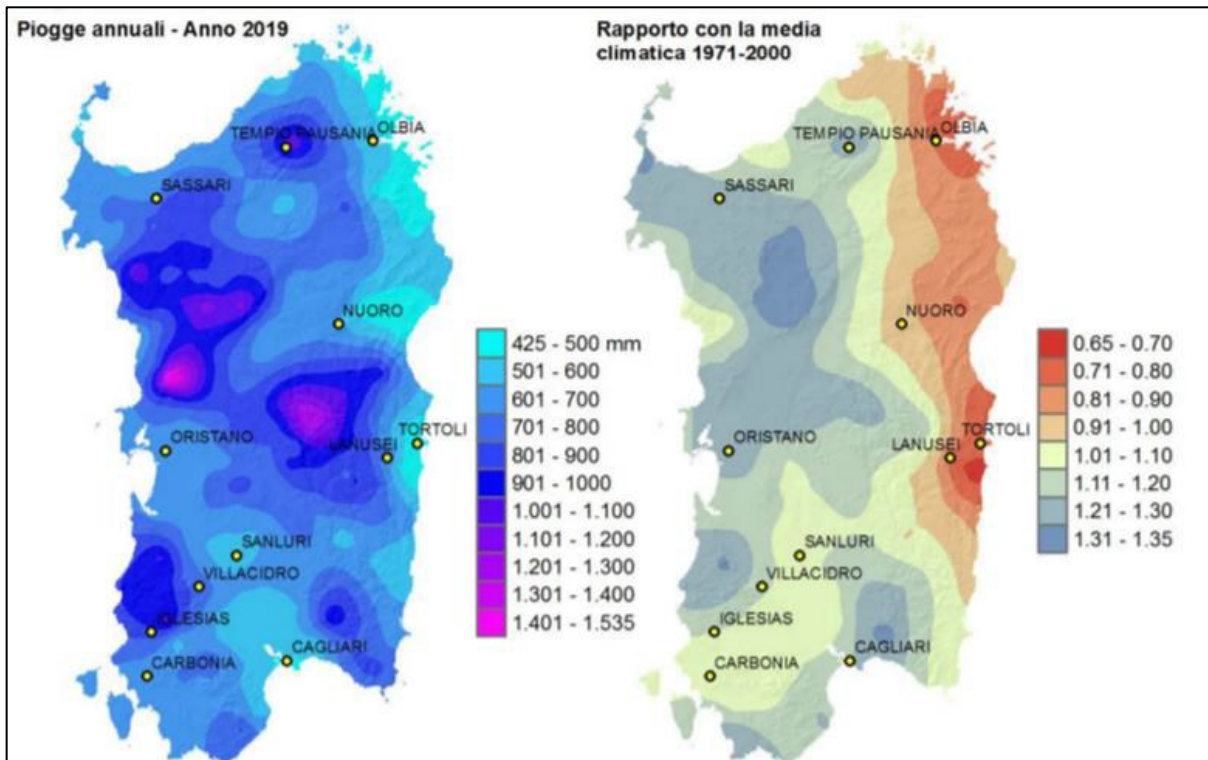 Piogge annuali - Anno 2019
TEMPIO PAUSANIA
OLBIA
SASSARI
NUORO
ORISTANO
LANUSEI
TORTOLI
SANLURI
VILLACIDRO
IGLESIAS
CARBONIA
CAGLIARI
425 - 500 mm
501 - 600
601 - 700
701 - 800
801 - 900
901 - 1000
1.001 - 1.100
1.101 - 1.200
1.201 - 1.300
1.301 - 1.400
1.401 - 1.535
Rapporto con la media
climatica 1971-2000
TEMPIO PAUSANIA
OLBIA
SASSARI
NUORO
ORISTANO
LANUSEI
TORTOLI
SANLURI
VILLACIDRO
IGLESIAS
CARBONIA
CAGLIARI
0.65 - 0.70
0.71 - 0.80
0.81 - 0.90
0.91 - 1.00
1.01 - 1.10
1.11 - 1.20
1.21 - 1.30
1.31 - 1.35